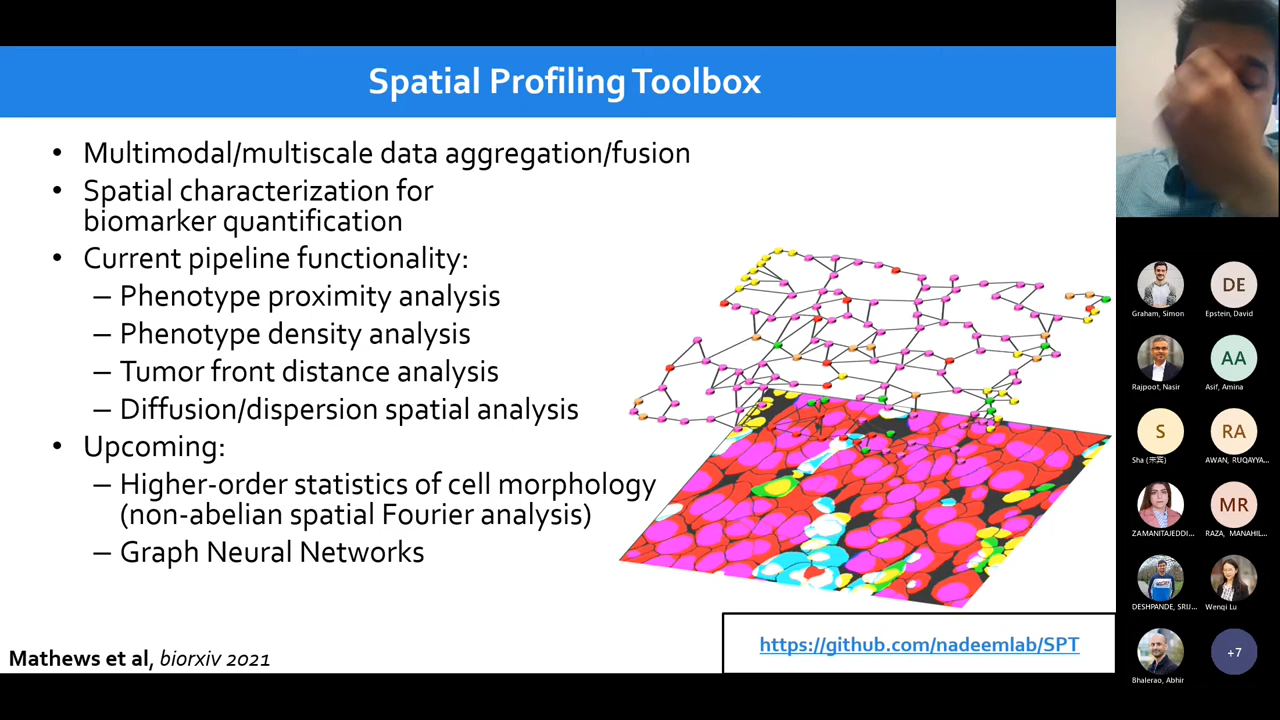 Spatial Profiling Toolbox
• Multimodal/multiscale data aggregation/fusion
• Spatial characterization for
biomarker quantification
• Current pipeline functionality:
– Phenotype proximity analysis
– Phenotype density analysis
– Tumor front distance analysis
– Diffusion/dispersion spatial analysis
• Upcoming:
– Higher-order statistics of cell morphology
(non-abelian spatial Fourier analysis)
– Graph Neural Networks
https://github.com/nadeemlab/SPT
Mathews et al, biorxiv 2021
DE
Graham, Simon
Epstein, David
AA
Rajpoot, Nasir
Asif, Amina
S
RA
Sha
AWAN, RUQAYYA...
MR
ZAMANITAJEDDI...
RAZA, MANAHIL...
DESHPANDE, SRIJ...
Wenqi Lu
+7
Bhalerao, Abhir